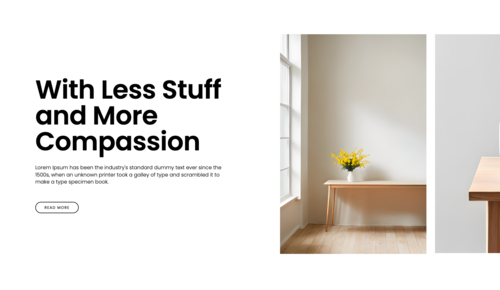 With Less Stuff
and More
Compassion
Lorem Ipsum has been the industry's standard dummy text ever since the
1500s, when an unknown printer took a galley of type and scrambled it to
make a type specimen book.
READ MORE